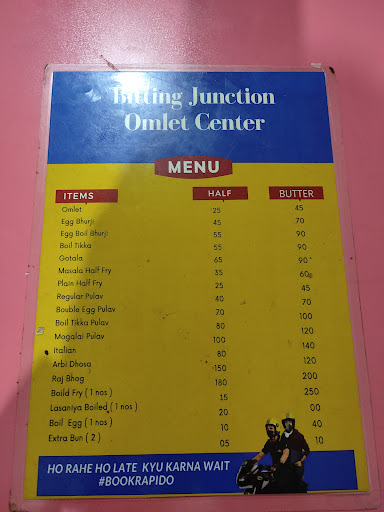 Bitting Junction
Omlet Center
MENU
ITEMS HALF BUTTER
Omlet 25 45
Egg Bhurji 45 70
Egg Boil Bhurji 55 90
Boil Tikka 55 90
Gotala 65 90
Masala Half Fry 35 60
Plain Half Fry 25 45
Regular Pulav 40 70
Bouble Egg Pulav 70 100
Boil Tikka Pulav 80 120
Mogalai Pulav 100 140
Italian 80 120
Arbi Dhosa 150 200
Raj Bhog 180 250
Boild Fry ( 1 nos ) 15 00
Lasaniya Boiled ( 1 nos ) 20 40
Boil Egg ( 1 nos ) 10 10
Extra Bun ( 2 ) 05
HO RAHE HO LATE KYU KARNA WAIT
#BOOKRAPIDO